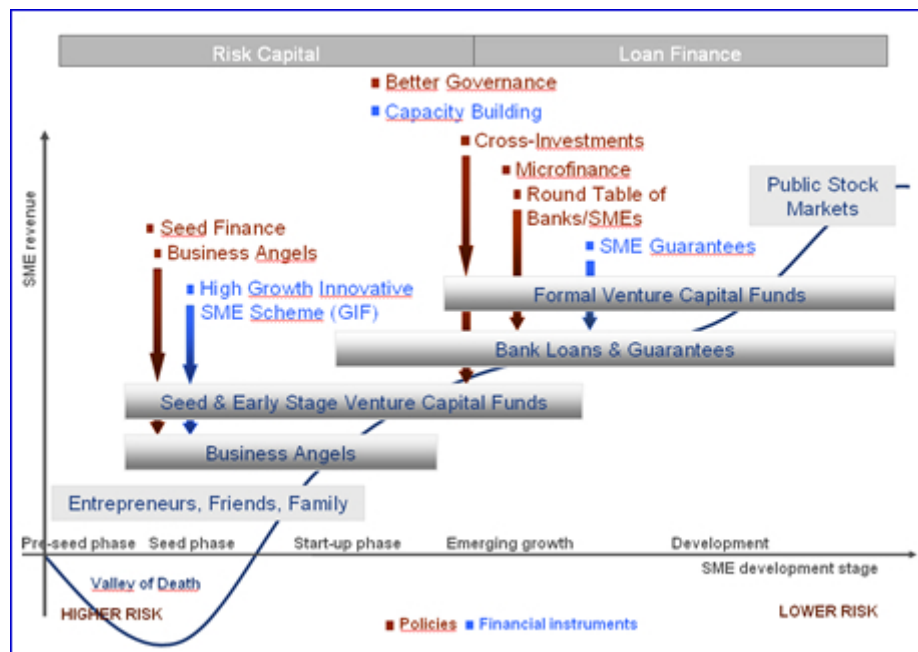 Risk Capital
Loan Finance
Better Governance
Capacity Building
Cross-Investments
Microfinance
Round Table of
Banks/SMEs
Public Stock
Markets
SME revenue
Seed Finance
Business Angels
SME Guarantees
High Growth Innovative
SME Scheme (GIF)
Formal Venture Capital Funds
Bank Loans & Guarantees
Seed & Early Stage Venture Capital Funds
Business Angels
Entrepreneurs, Friends, Family
Pre-seed phase
Seed phase
Start-up phase
Emerging growth
Development
SME development stage
Valley of Death
HIGHER RISK
LOWER RISK
Policies
Financial instruments